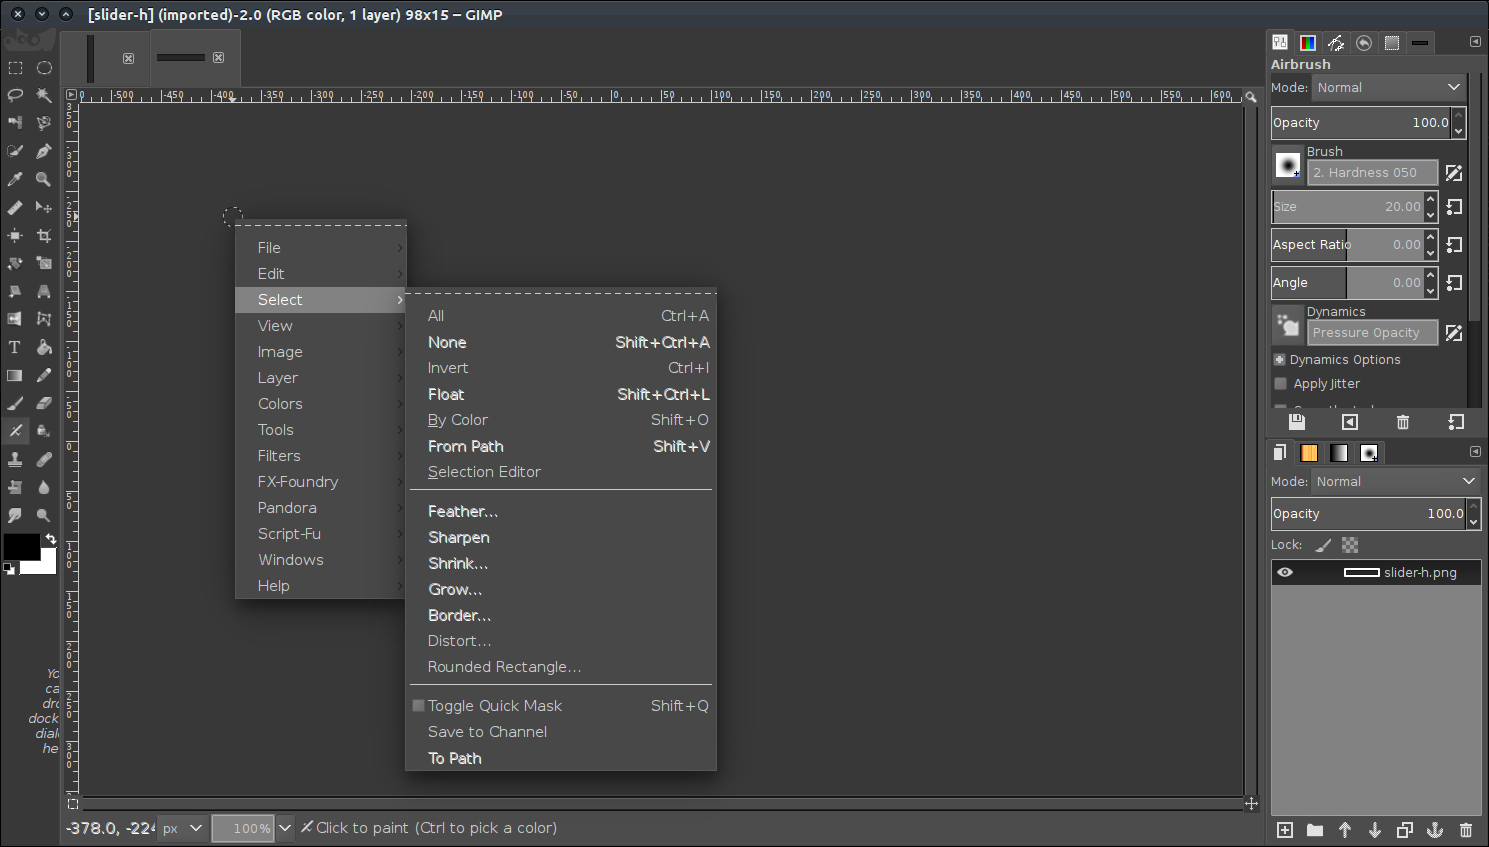 [slider-h] (imported)-2.0 (RGB color, 1 layer) 98x15 – GIMP
-500 -450 -400 -350 -300 -250 -200 -150 -100 -50 0 50 100 150 200 250 300 350 400 450 500 550 600
File
Edit
Select
View
Image
Layer
Colors
Tools
Filters
FX-Foundry
Pandora
Script-Fu
Windows
Help
All Ctrl+A
None Shift+Ctrl+A
Invert Ctrl+I
Float Shift+Ctrl+L
By Color Shift+O
From Path Shift+V
Selection Editor
Feather...
Sharpen
Shrink...
Grow...
Border...
Distort...
Rounded Rectangle...
Toggle Quick Mask Shift+Q
Save to Channel
To Path
-378.0, -224 px 100% Click to paint (Ctrl to pick a color)
Airbrush
Mode: Normal
Opacity 100.0
Brush
2. Hardness 050
Size 20.00
Aspect Ratio 0.00
Angle 0.00
Dynamics
Pressure Opacity
Dynamics Options
Apply Jitter
Mode: Normal
Opacity 100.0
Lock:
slider-h.png